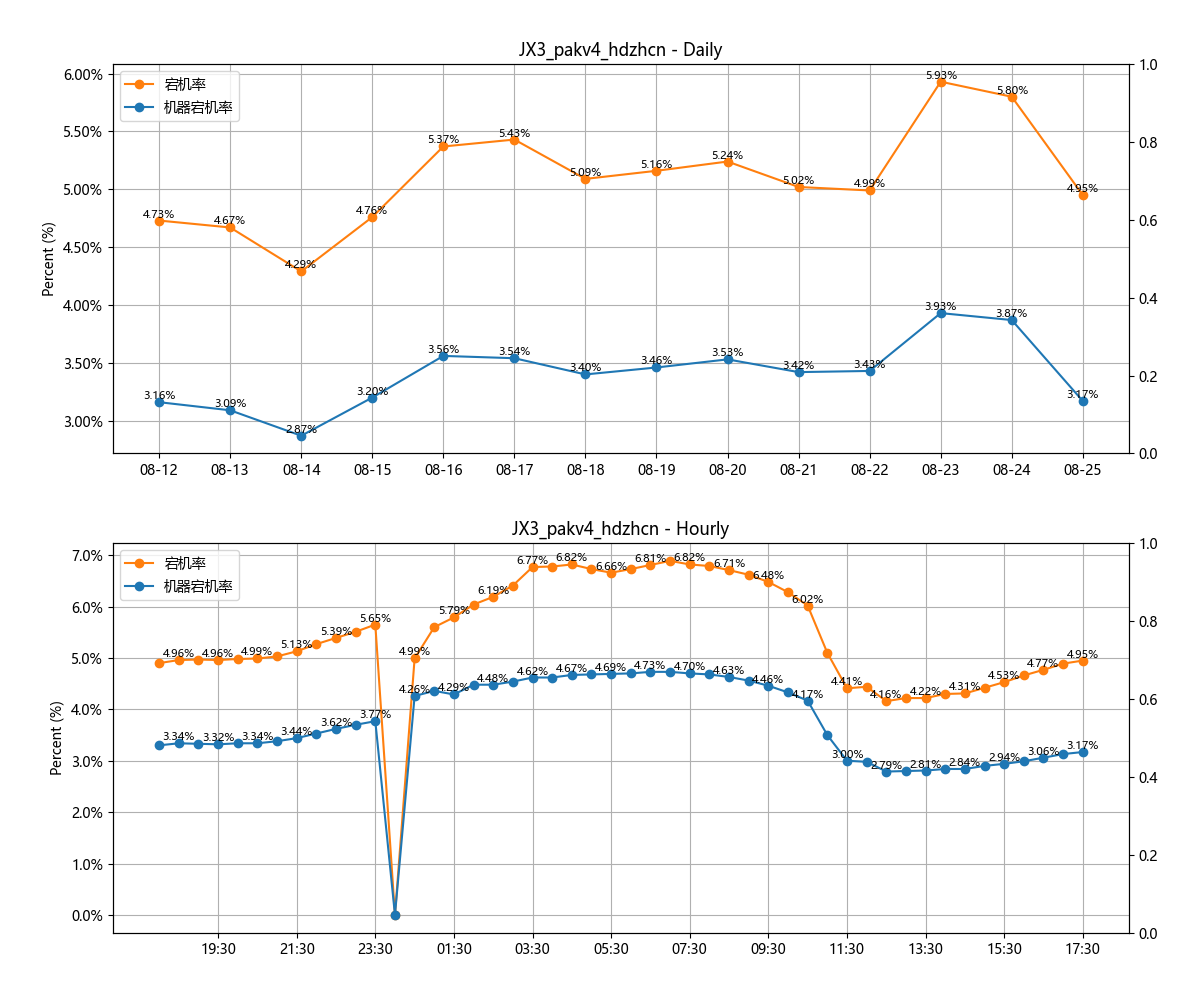 JX3_pakv4_hdzhcn - Daily
宕机率
机器宕机率
Percent (%)
6.00%
5.50%
5.00%
4.50%
4.00%
3.50%
3.00%
1.0
0.8
0.6
0.4
0.2
0.0
4.73% 4.67% 4.29% 4.76% 5.37% 5.43% 5.09% 5.16% 5.24% 5.02% 4.99% 5.93% 5.80% 4.95%
3.16% 3.09% 2.87% 3.20% 3.56% 3.54% 3.40% 3.46% 3.53% 3.42% 3.43% 3.93% 3.87% 3.17%
08-12 08-13 08-14 08-15 08-16 08-17 08-18 08-19 08-20 08-21 08-22 08-23 08-24 08-25
JX3_pakv4_hdzhcn - Hourly
宕机率
机器宕机率
Percent (%)
7.0%
6.0%
5.0%
4.0%
3.0%
2.0%
1.0%
0.0%
1.0
0.8
0.6
0.4
0.2
0.0
4.96% 4.96% 4.99% 5.13% 5.39% 5.65% 4.99% 5.79% 6.19% 6.77% 6.82% 6.66% 6.81% 6.82% 6.71% 6.48% 6.02% 4.41% 4.16% 4.22% 4.31% 4.53% 4.77% 4.95%
3.34% 3.32% 3.34% 3.44% 3.62% 3.77% 4.26% 4.29% 4.48% 4.62% 4.67% 4.69% 4.73% 4.70% 4.63% 4.46% 4.17% 3.00% 2.79% 2.81% 2.84% 2.94% 3.06% 3.17%
19:30 21:30 23:30 01:30 03:30 05:30 07:30 09:30 11:30 13:30 15:30 17:30